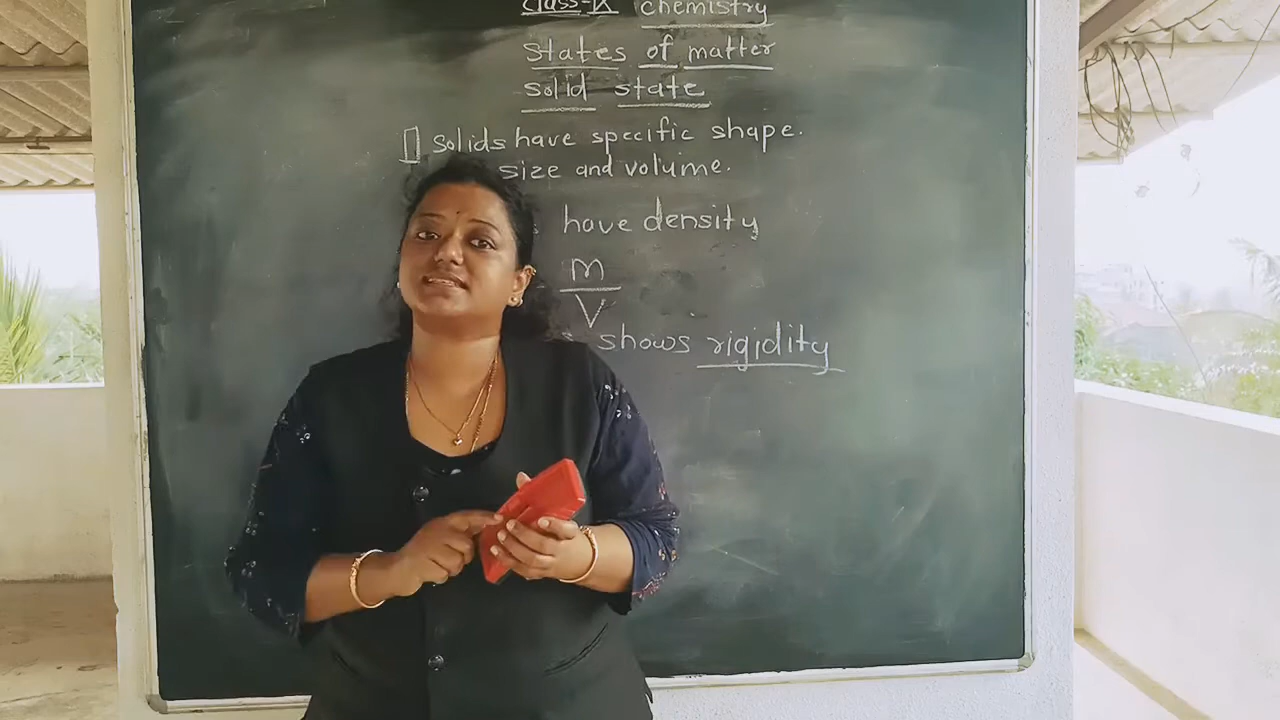 class-IX chemistry
States of matter
solid state
solids have specific shape.
size and volume.
have density
m
V
shows rigidity